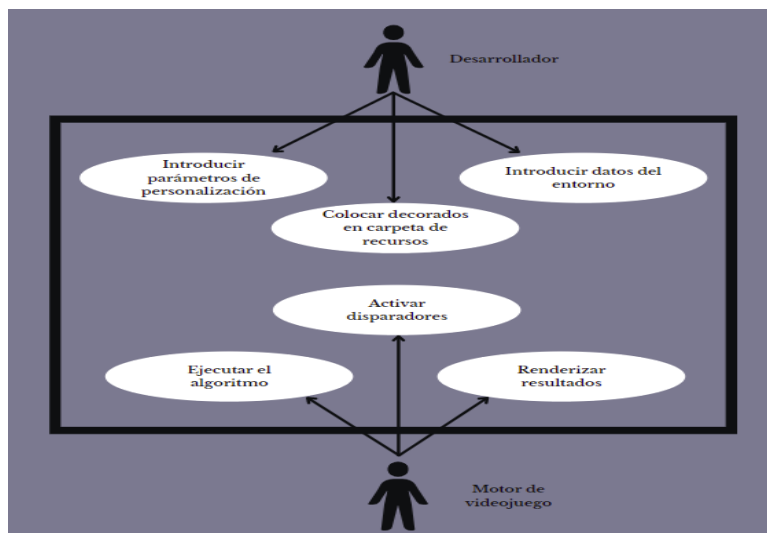 Desarrollador
Introducir
parámetros de
personalización
Introducir datos del
entorno
Colocar decorados
en carpeta de
recursos
Activar
disparadores
Ejecutar el
algoritmo
Renderizar
resultados
Motor de
videojuego